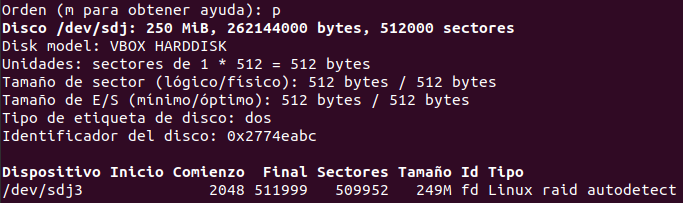 Orden (m para obtener ayuda): p
Disco /dev/sdj: 250 MiB, 262144000 bytes, 512000 sectores
Disk model: VBOX HARDDISK
Unidades: sectores de 1 * 512 = 512 bytes
Tamaño de sector (lógico/físico): 512 bytes / 512 bytes
Tamaño de E/S (mínimo/óptimo): 512 bytes / 512 bytes
Tipo de etiqueta de disco: dos
Identificador del disco: 0x2774eabc
Dispositivo Inicio Comienzo  Final Sectores Tamaño Id Tipo
/dev/sdj3               2048 511999   509952   249M fd Linux raid autodetect